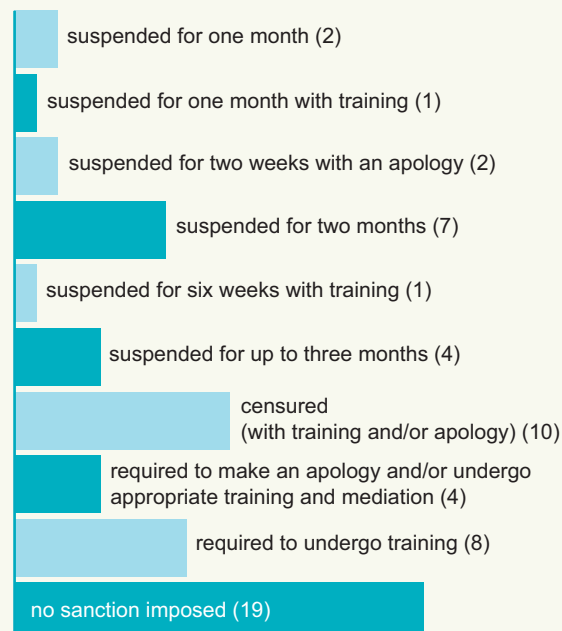 suspended for one month (2)
suspended for one month with training (1)
suspended for two weeks with an apology (2)
suspended for two months (7)
suspended for six weeks with training (1)
suspended for up to three months (4)
censured
(with training and/or apology) (10)
required to make an apology and/or undergo
appropriate training and mediation (4)
required to undergo training (8)
no sanction imposed (19)